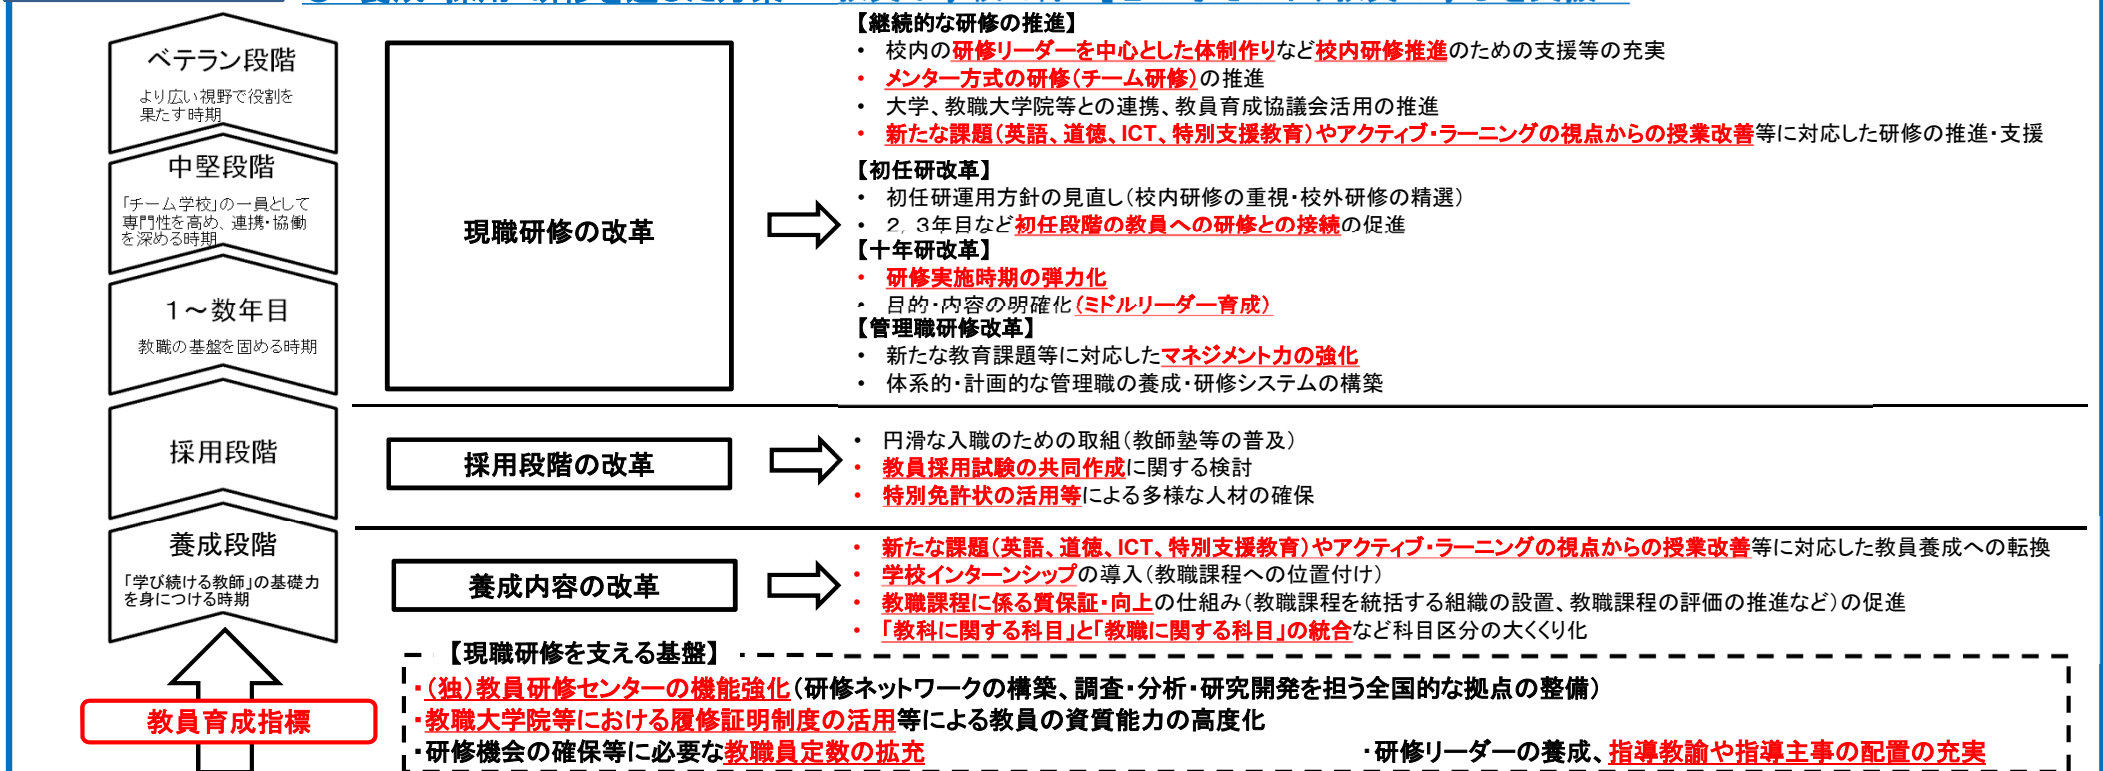 ベテラン段階
より広い視野で役割を
果たす時期
中堅段階
「チーム学校」の一員として
専門性を高め、連携・協働
を深める時期
1～数年目
教職の基盤を固める時期
採用段階
養成段階
「学び続ける教師」の基礎力
を身につける時期
教員育成指標
現職研修の改革
【継続的な研修の推進】
・ 校内の研修リーダーを中心とした体制作りなど校内研修推進のための支援等の充実
・ メンター方式の研修（チーム研修）の推進
・ 大学、教職大学院等との連携、教員育成協議会活用の推進
・ 新たな課題（英語、道徳、ICT、特別支援教育）やアクティブ・ラーニングの視点からの授業改善等に対応した研修の推進・支援
【初任研改革】
・ 初任研運用方針の見直し（校内研修の重視・校外研修の精選）
・ 2，3年目など初任段階の教員への研修との接続の促進
【十年研改革】
・ 研修実施時期の弾力化
・ 目的・内容の明確化（ミドルリーダー育成）
【管理職研修改革】
・ 新たな教育課題等に対応したマネジメント力の強化
・ 体系的・計画的な管理職の養成・研修システムの構築
採用段階の改革
・ 円滑な入職のための取組（教師塾等の普及）
・ 教員採用試験の共同作成に関する検討
・ 特別免許状の活用等による多様な人材の確保
養成内容の改革
・ 新たな課題（英語、道徳、ICT、特別支援教育）やアクティブ・ラーニングの視点からの授業改善等に対応した教員養成への転換
・ 学校インターンシップの導入（教職課程への位置付け）
・ 教職課程に係る質保証・向上の仕組み（教職課程を統括する組織の設置、教職課程の評価の推進など）の促進
・ 「教科に関する科目」と「教職に関する科目」の統合など科目区分の大くくり化
【現職研修を支える基盤】
・（独）教員研修センターの機能強化（研修ネットワークの構築、調査・分析・研究開発を担う全国的な拠点の整備）
・教職大学院等における履修証明制度の活用等による教員の資質能力の高度化
・研修機会の確保等に必要な教職員定数の拡充 ・研修リーダーの養成、指導教諭や指導主事の配置の充実